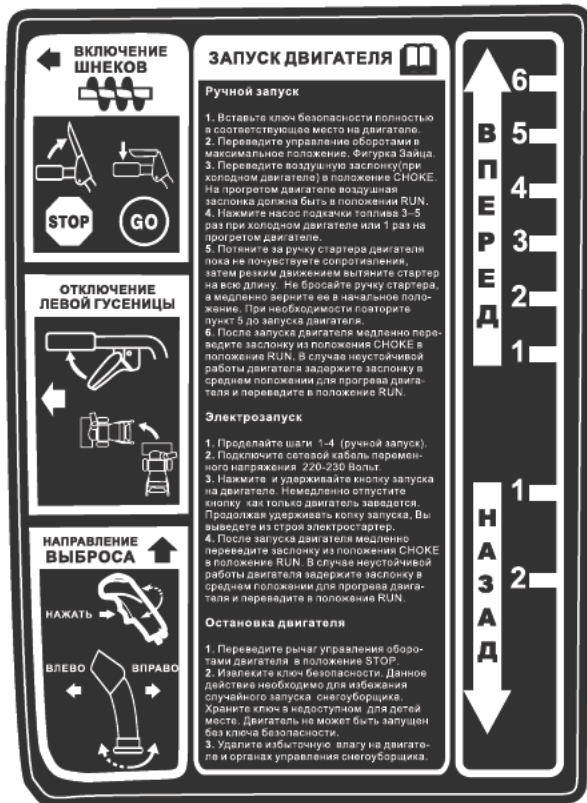 ВКЛЮЧЕНИЕ
ШНЕКОВ
STOP
GO
ОТКЛЮЧЕНИЕ
ЛЕВОЙ ГУСЕНИЦЫ
НАПРАВЛЕНИЕ
ВЫБРОСА
НАЖАТЬ
ВЛЕВО
ВПРАВО
ЗАПУСК ДВИГАТЕЛЯ
Ручной запуск
1. Вставьте ключ безопасности полностью
в соответствующее место на двигателе.
2. Переведите управление оборотами в
максимальное положение. Фигурка Зайца.
3. Переведите воздушную заслонку(при
холодном двигателе) в положение CHOKE.
На прогретом двигателе воздушная
заслонка должна быть в положении RUN.
4. Нажмите насос подкачки топлива 3–5
раз при холодном двигателе или 1 раз на
прогретом двигателе.
5. Потяните за ручку стартера двигателя
пока не почувствуете сопротивления,
затем резким движением вытяните стартер
на всю длину. Не бросайте ручку стартера,
а медленно верните ее в начальное поло-
жение. При необходимости повторите
пункт 5 до запуска двигателя.
6. После запуска двигателя медленно пере-
ведите заслонку из положения CHOKE в
положение RUN. В случае неустойчивой
работы двигателя задержите заслонку в
среднем положении для прогрева двига-
теля и переведите в положение RUN.
Электрозапуск
1. Проделайте шаги 1-4 (ручной запуск).
2. Подключите сетевой кабель перемен-
ного напряжения 220-230 Вольт.
3. Нажмите и удерживайте кнопку запуска
на двигателе. Немедленно отпустите
кнопку как только двигатель заведется.
Продолжая удерживать копку запуска, Вы
выведете из строя электростартер.
4. После запуска двигателя медленно
переведите заслонку из положения CHOKE
в положение RUN. В случае неустойчивой
работы двигателя задержите заслонку в
среднем положении для прогрева двига-
теля и переведите в положение RUN.
Остановка двигателя
1. Переведите рычаг управления оборо-
тами двигателя в положение STOP.
2. Извлеките ключ безопасности. Данное
действие необходимо для избежания
случайного запуска снегоуборщика.
Храните ключ в недоступном для детей
месте. Двигатель не может быть запущен
без ключа безопасности.
3. Удалите избыточную влагу на двигате-
ле и органах управления снегоуборщика.
ВПЕРЕД
6
5
4
3
2
1
НАЗАД
1
2